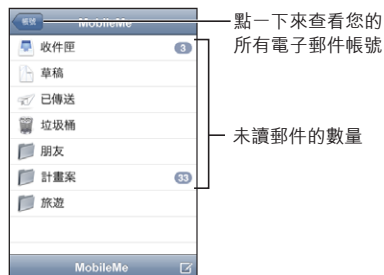 帳號
MobileMe
點一下來查看您的
所有電子郵件帳號
收件匣 3
草稿
已傳送
垃圾桶
未讀郵件的數量
朋友
計畫案 33
旅遊
MobileMe